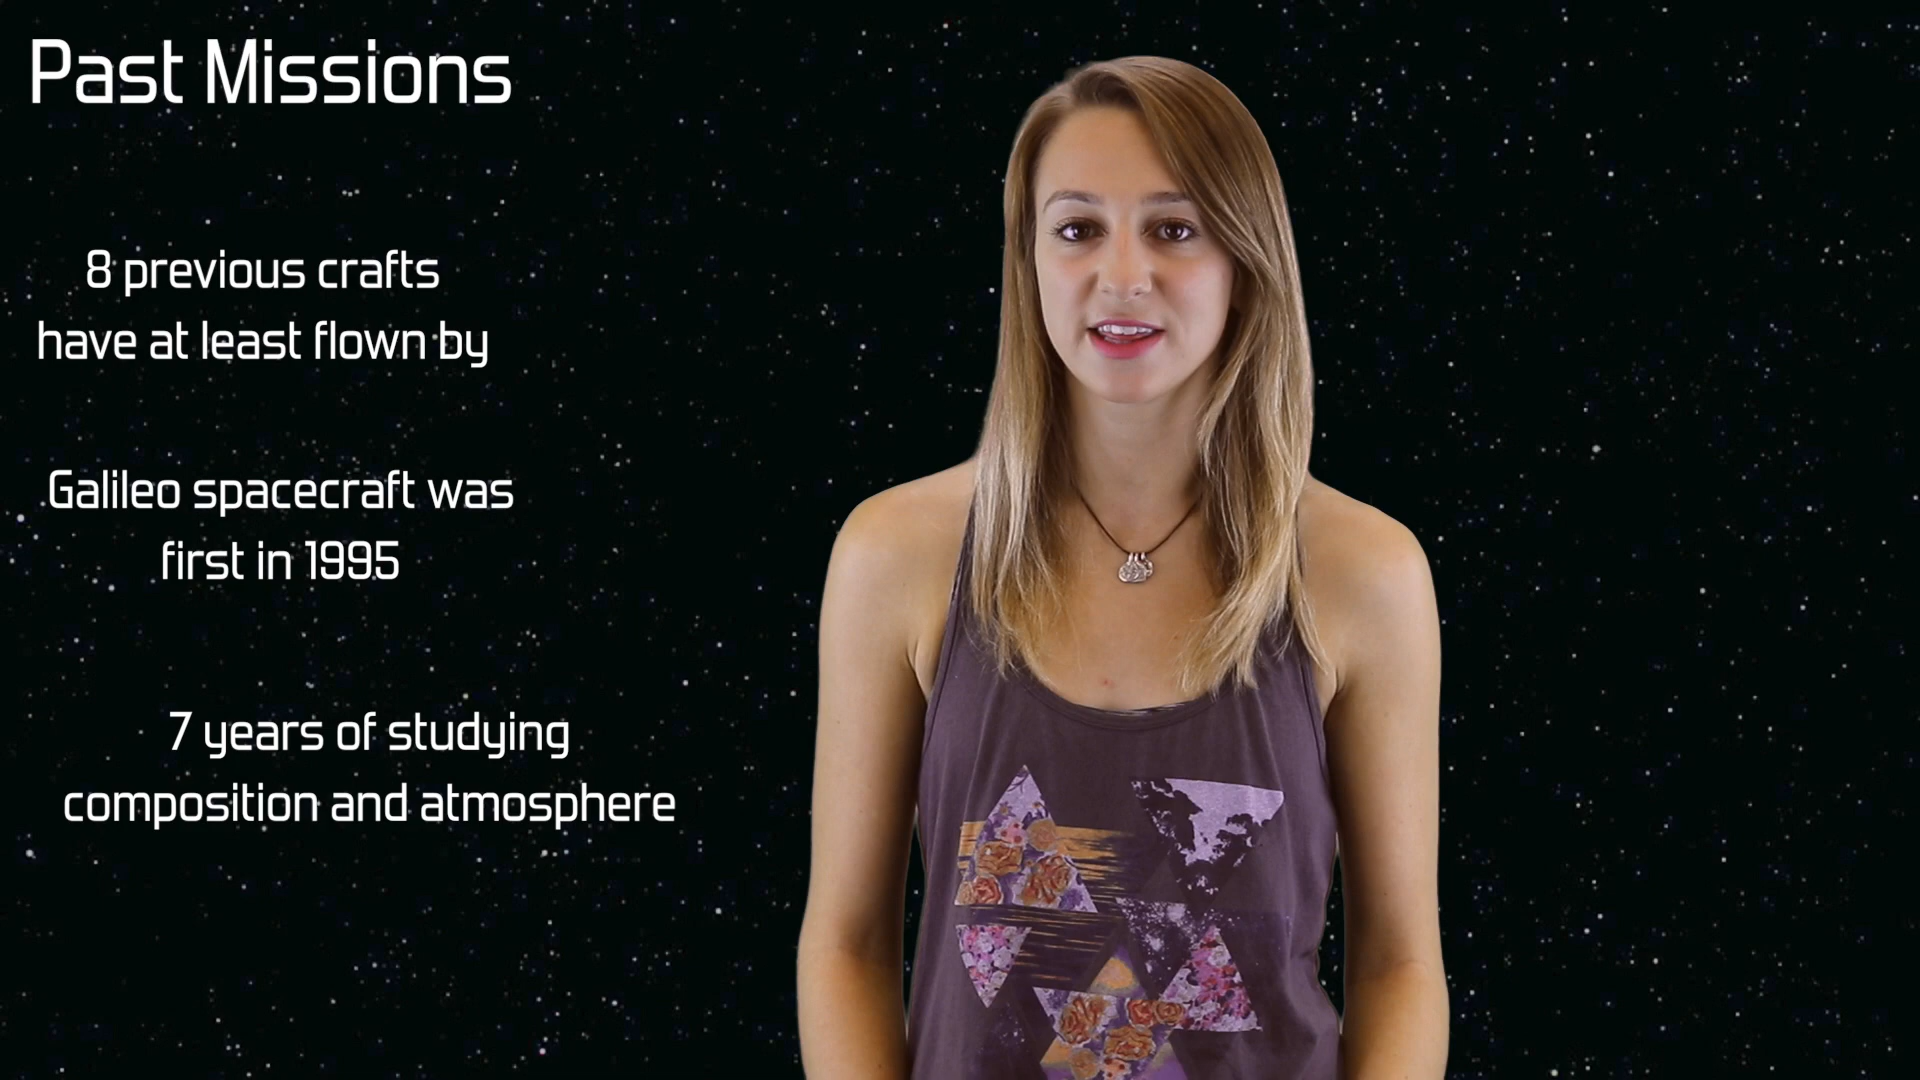 Past Missions
8 previous crafts
have at least flown by
Galileo spacecraft was
first in 1995
7 years of studying
composition and atmosphere